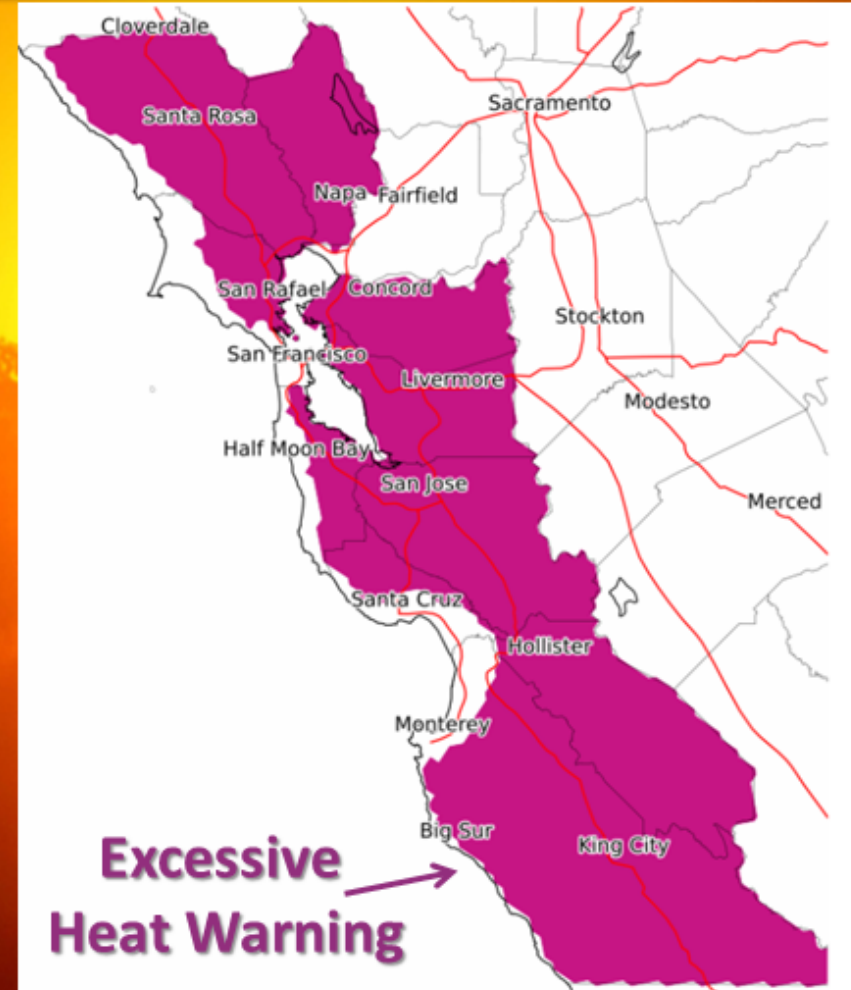 Cloverdale
Sacramento
Santa Rosa
Napa Fairfield
San Rafael Concord
Stockton
San Francisco
Livermore
Modesto
Half Moon Bay
San Jose
Merced
Santa Cruz
Hollister
Monterey
Big Sur
King City
Excessive
Heat Warning